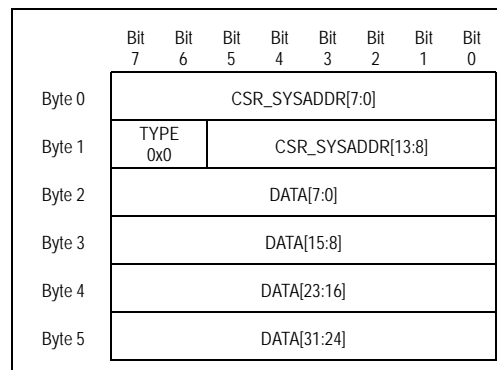 Bit Bit Bit Bit Bit Bit Bit Bit
7 6 5 4 3 2 1 0
Byte 0 CSR_SYSADDR[7:0]
Byte 1 TYPE 0x0 CSR_SYSADDR[13:8]
Byte 2 DATA[7:0]
Byte 3 DATA[15:8]
Byte 4 DATA[23:16]
Byte 5 DATA[31:24]